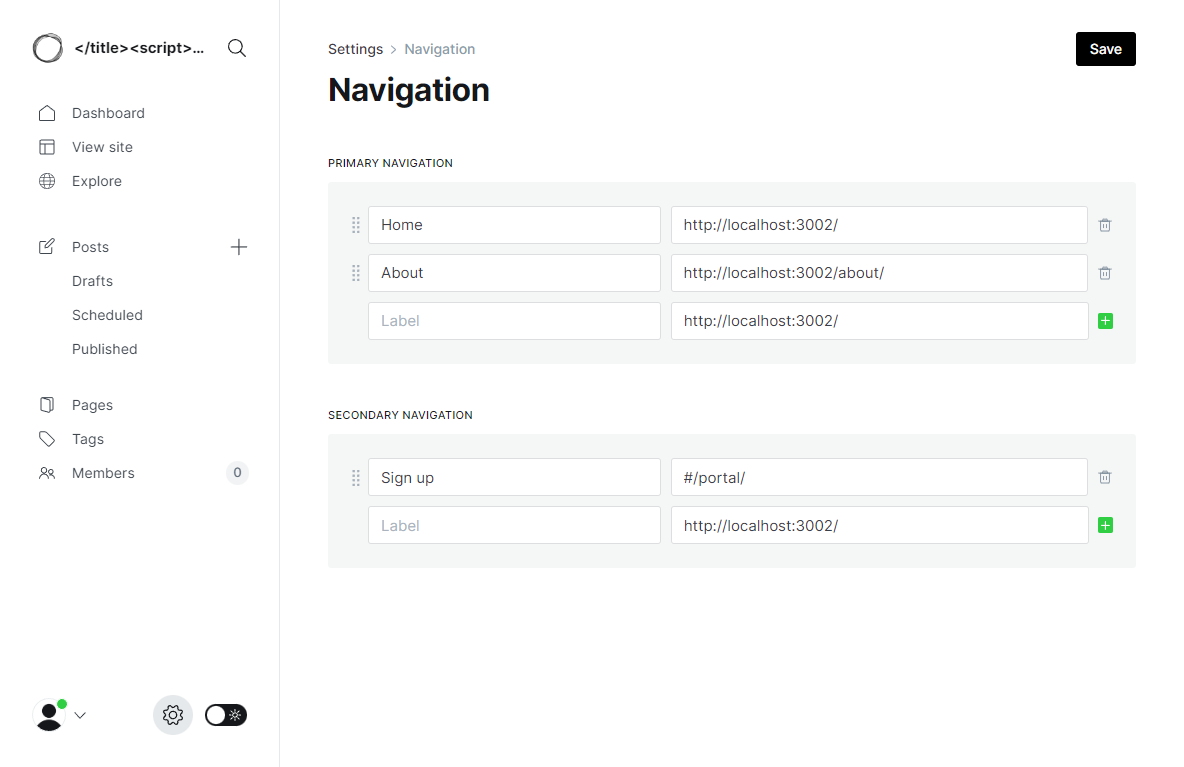 </title><script>...
Dashboard
View site
Explore
Posts
Drafts
Scheduled
Published
Pages
Tags
Members 0
Settings > Navigation
Save
Navigation
PRIMARY NAVIGATION
Home http://localhost:3002/
About http://localhost:3002/about/
Label http://localhost:3002/
SECONDARY NAVIGATION
Sign up #/portal/
Label http://localhost:3002/